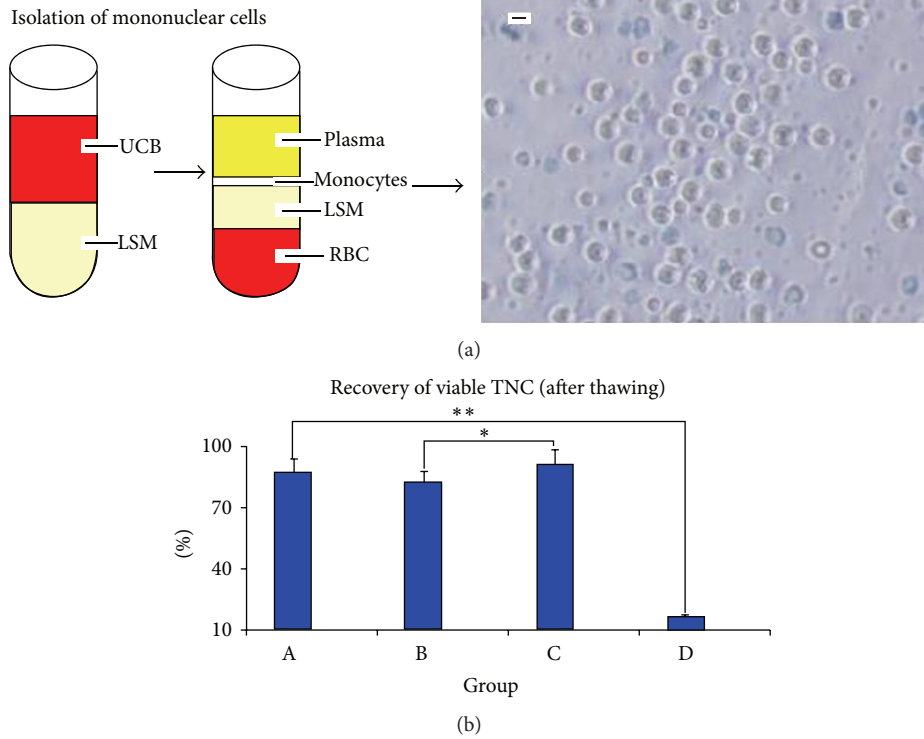 Isolation of mononuclear cells
UCB
LSM
Plasma
Monocytes
LSM
RBC
(a)
Recovery of viable TNC (after thawing)
**
*
100
70
40
10
(%)
A B C D
Group
(b)